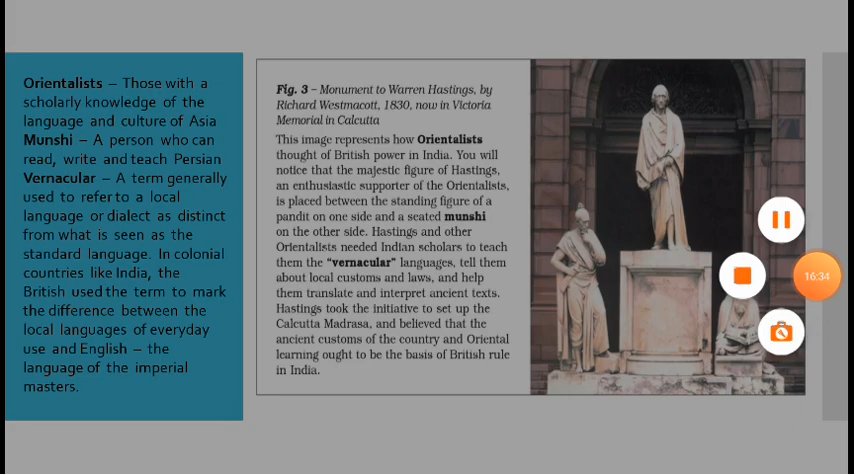 Orientalists – Those with a
scholarly knowledge of the
language and culture of Asia
Munshi – A person who can
read, write and teach Persian
Vernacular – A term generally
used to refer to a local
language or dialect as distinct
from what is seen as the
standard language. In colonial
countries like India, the
British used the term to mark
the difference between the
local languages of everyday
use and English – the
language of the imperial
masters.
Fig. 3 – Monument to Warren Hastings, by
Richard Westmacott, 1830, now in Victoria
Memorial in Calcutta
This image represents how Orientalists
thought of British power in India. You will
notice that the majestic figure of Hastings,
an enthusiastic supporter of the Orientalists,
is placed between the standing figure of a
pandit on one side and a seated munshi
on the other side. Hastings and other
Orientalists needed Indian scholars to teach
them the “vernacular” languages, tell them
about local customs and laws, and help
them translate and interpret ancient texts.
Hastings took the initiative to set up the
Calcutta Madrasa, and believed that the
ancient customs of the country and Oriental
learning ought to be the basis of British rule
in India.
16:34